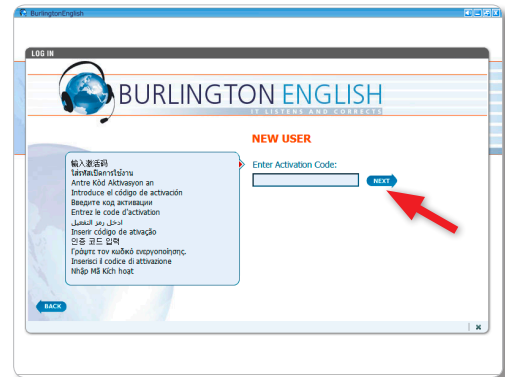 BurlingtonEnglish
LOG IN
BURLINGTON ENGLISH
IT LISTENS AND CORRECTS
NEW USER
Enter Activation Code:
NEXT
输入激活码
ใส่รหัสเปิดการใช้งาน
Antre Kòd Aktivasyon an
Introduce el código de activación
Введите код активации
Entrez le code d'activation
ادخل رمز التفعيل
Inserir código de ativação
인증 코드 입력
Γράψτε τον κωδικό ενεργοποίησης.
Inserisci il codice di attivazione
Nhập Mã Kích hoạt
BACK